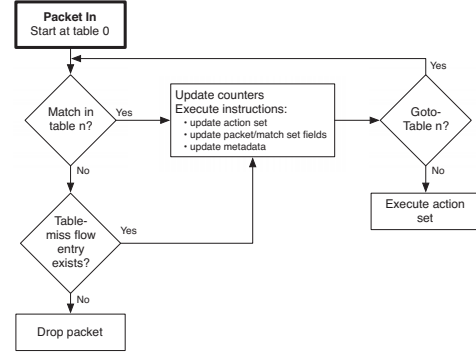 Packet In
Start at table 0
Yes
Match in
table n?
Yes
Update counters
Execute instructions:
• update action set
• update packet/match set fields
• update metadata
Goto-
Table n?
No
No
Table-
miss flow
entry
exists?
Yes
Execute action
set
No
Drop packet